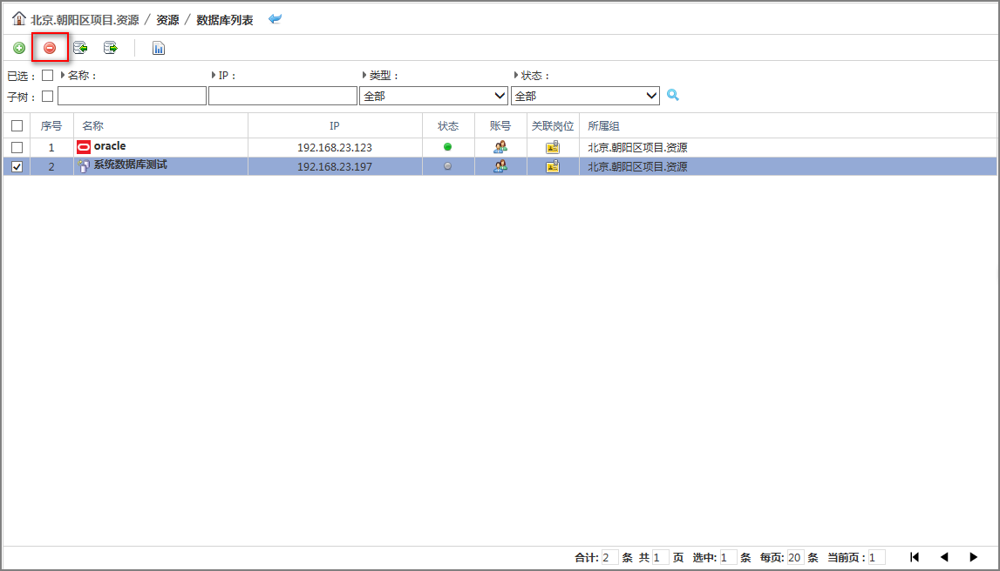 北京.朝阳区项目.资源 / 资源 / 数据库列表
已选： 名称： IP： 类型： 状态：
子树： 全部 全部
序号 名称 IP 状态 账号 关联岗位 所属组
1 oracle 192.168.23.123 北京.朝阳区项目.资源
2 系统数据库测试 192.168.23.197 北京.朝阳区项目.资源
合计: 2 条 共 1 页 选中: 1 条 每页: 20 条 当前页: 1